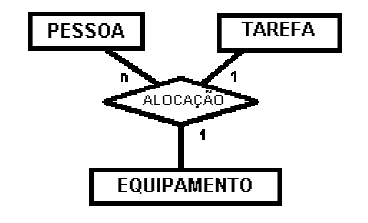 PESSOA
TAREFA
n
1
ALOCAÇÃO
1
EQUIPAMENTO